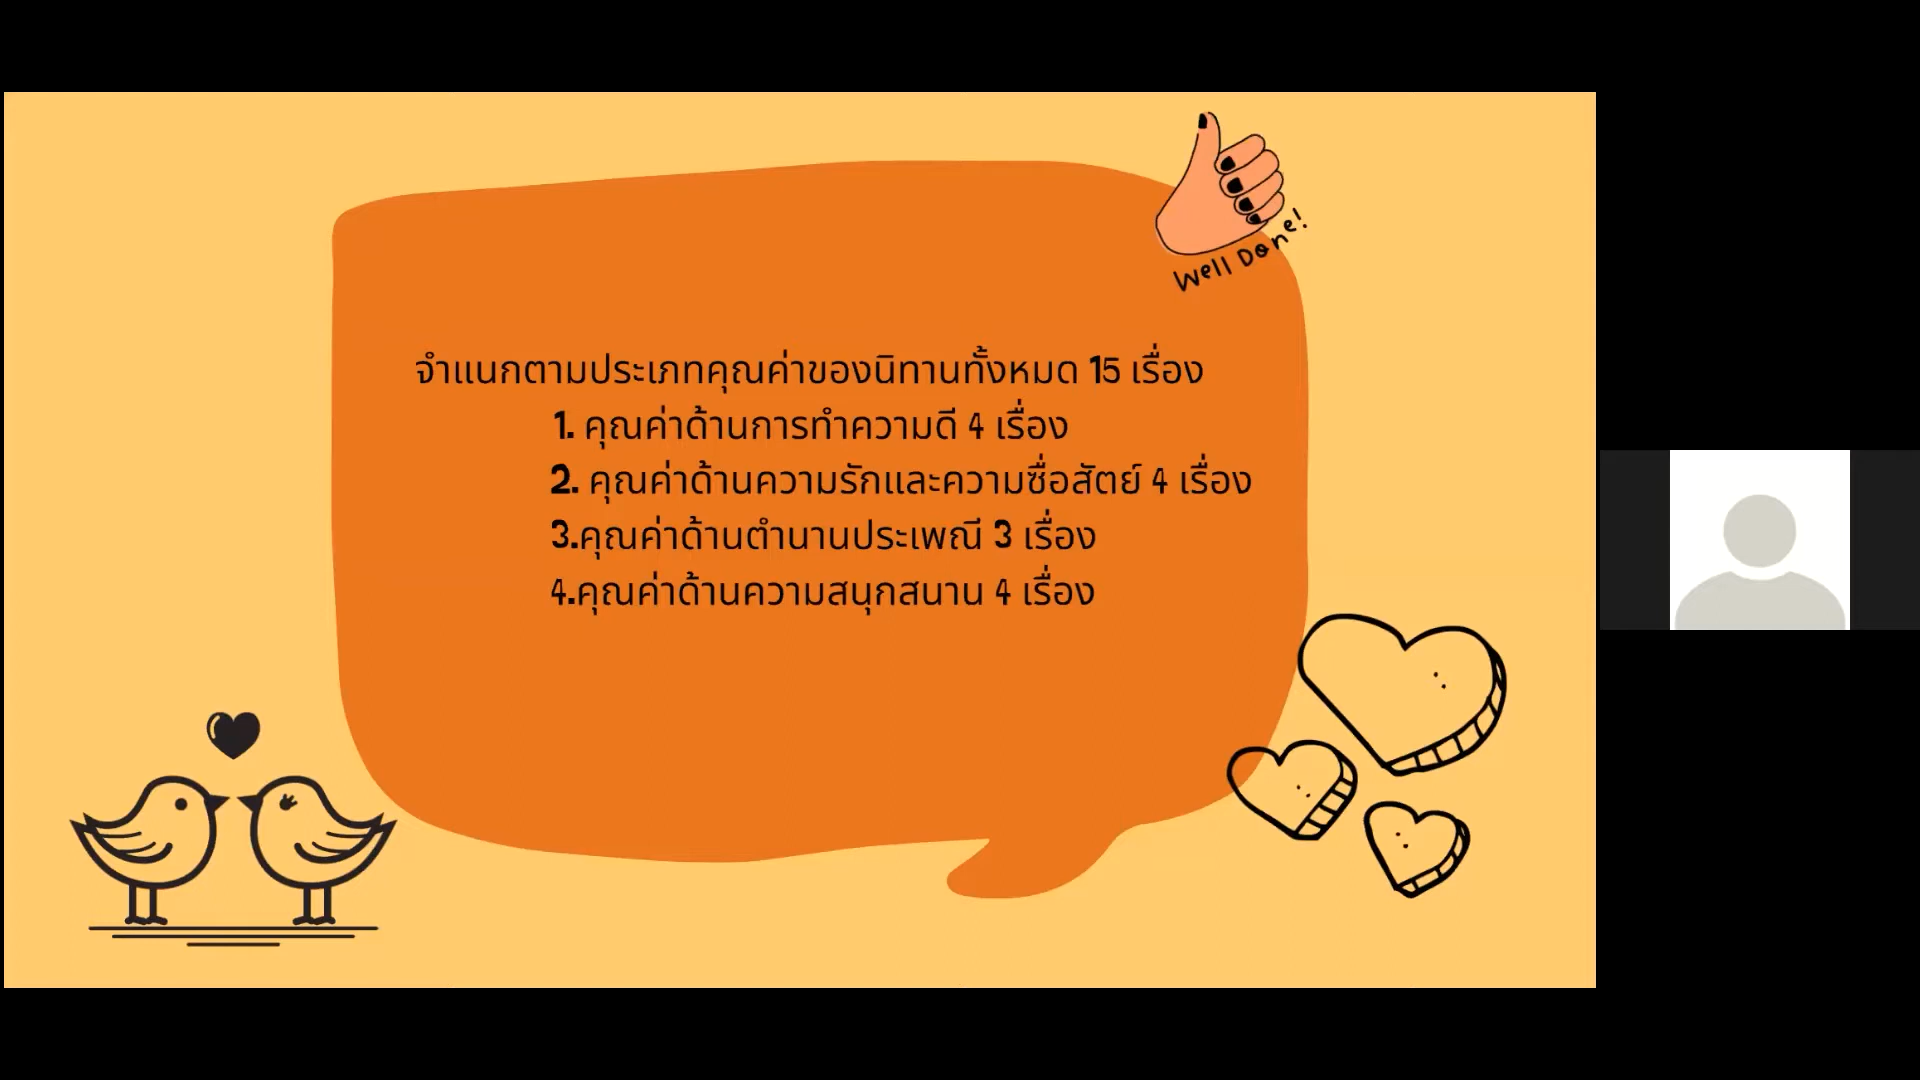 Well Done!
จำแนกตามประเภทคุณค่าของนิทานทั้งหมด 15 เรื่อง
1. คุณค่าด้านการทำความดี 4 เรื่อง
2. คุณค่าด้านความรักและความซื่อสัตย์ 4 เรื่อง
3.คุณค่าด้านตำนานประเพณี 3 เรื่อง
4.คุณค่าด้านความสนุกสนาน 4 เรื่อง